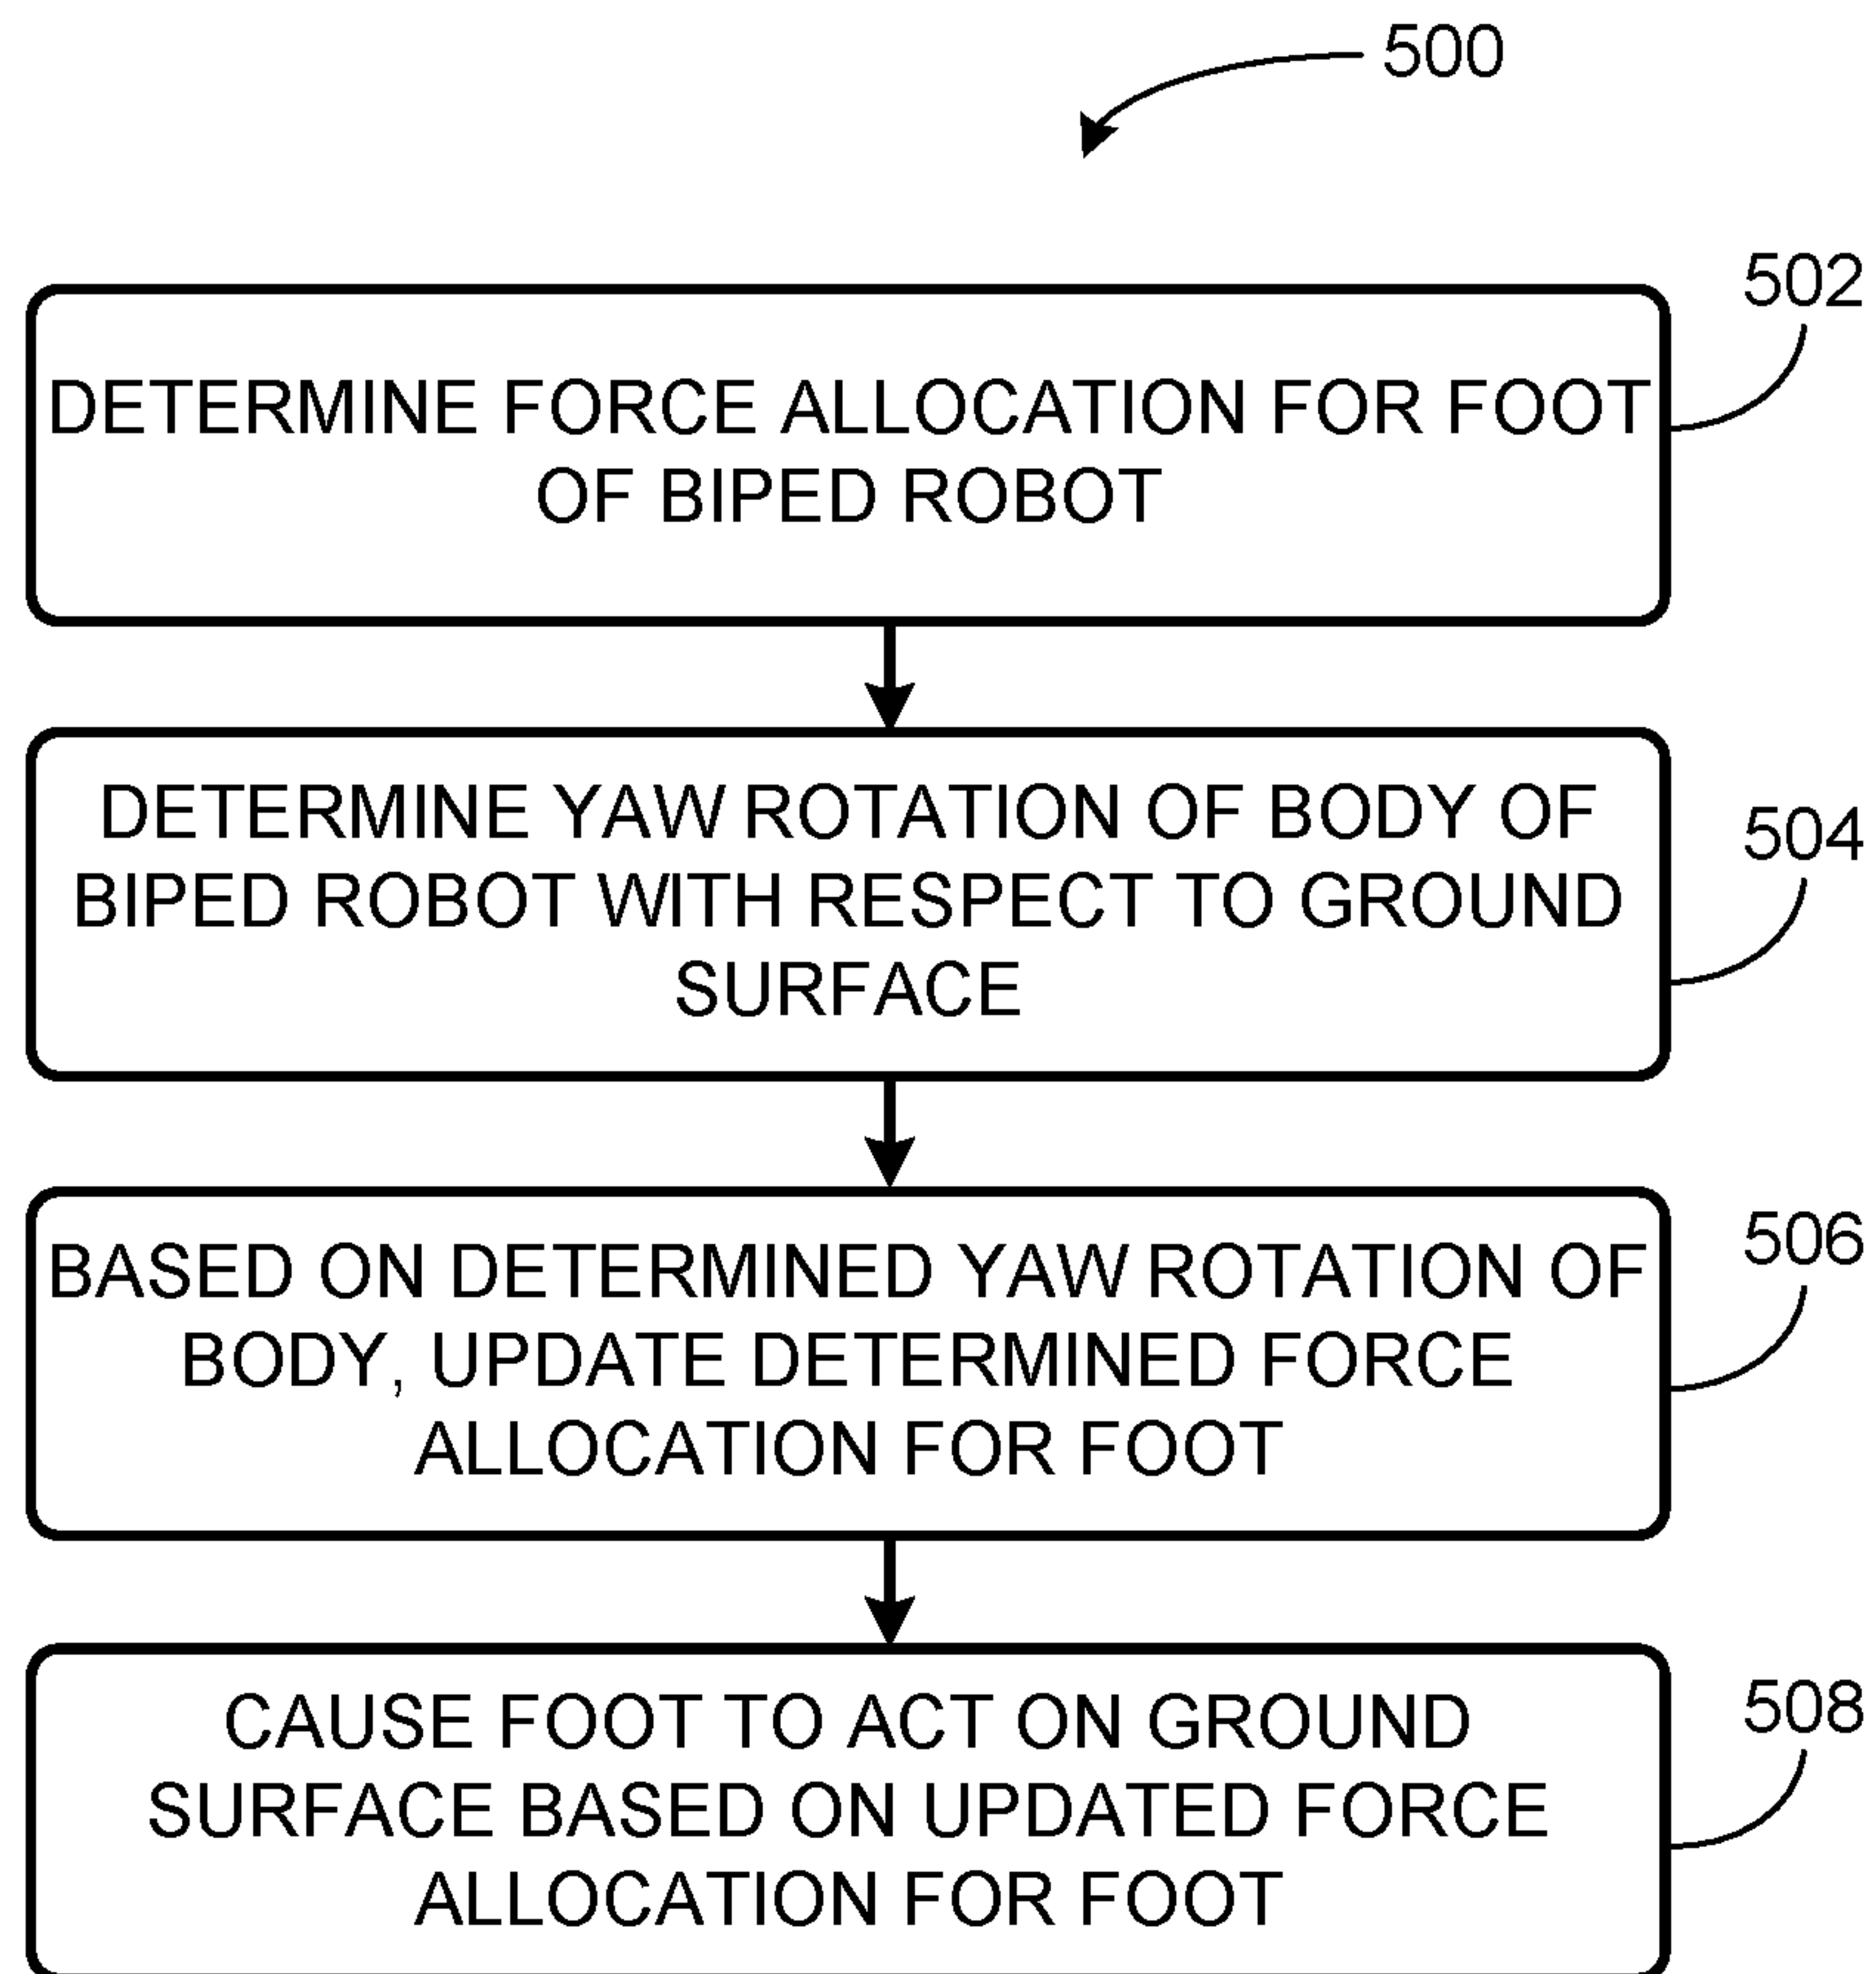 500
502
DETERMINE FORCE ALLOCATION FOR FOOT
OF BIPED ROBOT
504
DETERMINE YAW ROTATION OF BODY OF
BIPED ROBOT WITH RESPECT TO GROUND
SURFACE
506
BASED ON DETERMINED YAW ROTATION OF
BODY, UPDATE DETERMINED FORCE
ALLOCATION FOR FOOT
508
CAUSE FOOT TO ACT ON GROUND
SURFACE BASED ON UPDATED FORCE
ALLOCATION FOR FOOT